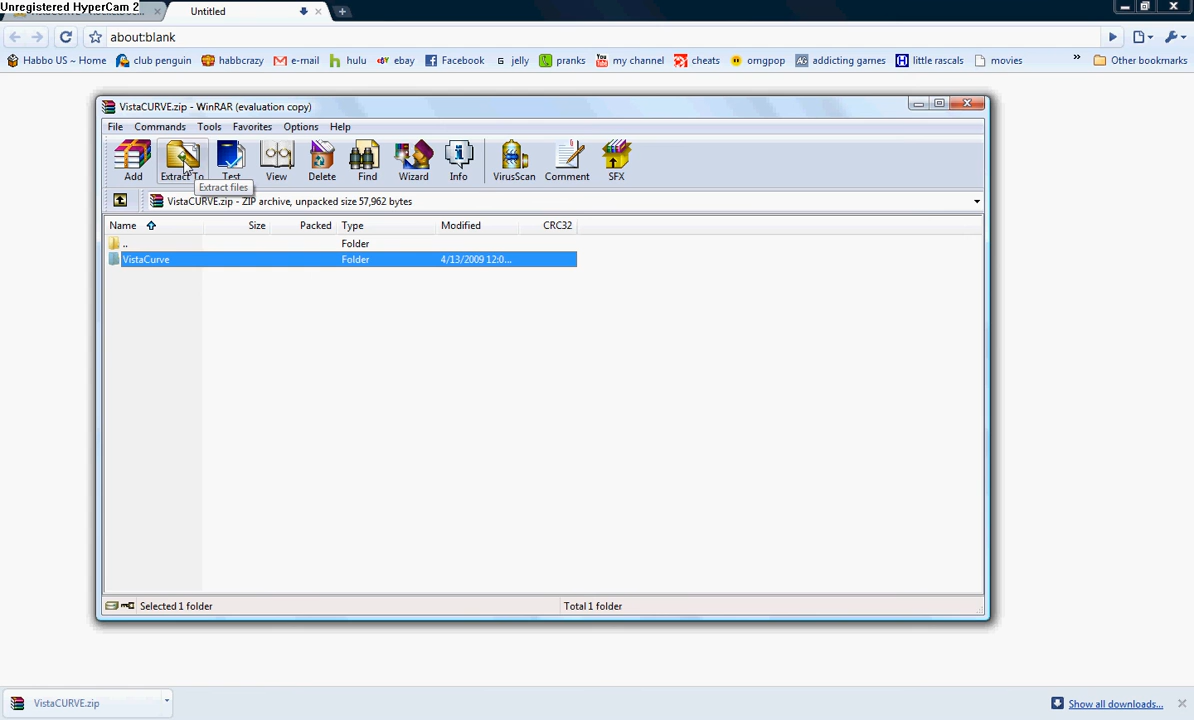 Unregistered HyperCam 2
Untitled
about:blank
Habbo US ~ Home club penguin habbcrazy e-mail hulu ebay Facebook jelly pranks my channel cheats omgpop addicting games little rascals movies » Other bookmarks
VistaCURVE.zip - WinRAR (evaluation copy)
File Commands Tools Favorites Options Help
Add Extract To Test View Delete Find Wizard Info VirusScan Comment SFX
Extract files
VistaCURVE.zip - ZIP archive, unpacked size 57,962 bytes
Name Size Packed Type Modified CRC32
.. Folder
VistaCurve Folder 4/13/2009 12:0...
Selected 1 folder Total 1 folder
VistaCURVE.zip Show all downloads...